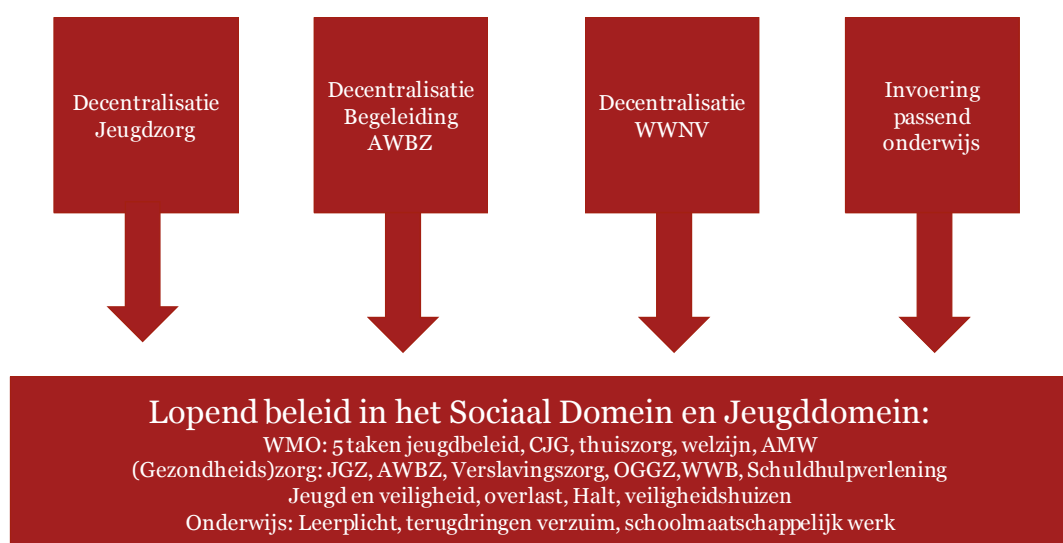 Decentralisatie
Jeugdzorg
Decentralisatie
Begeleiding
AWBZ
Decentralisatie
WWNV
Invoering
passend
onderwijs
Lopend beleid in het Sociaal Domein en Jeugddomein:
WMO: 5 taken jeugdbeleid, CJG, thuiszorg, welzijn, AMW
(Gezondheids)zorg: JGZ, AWBZ, Verslavingszorg, OGGZ,WWB, Schuldhulpverlening
Jeugd en veiligheid, overlast, Halt, veiligheidshuizen
Onderwijs: Leerplicht, terugdringen verzuim, schoolmaatschappelijk werk